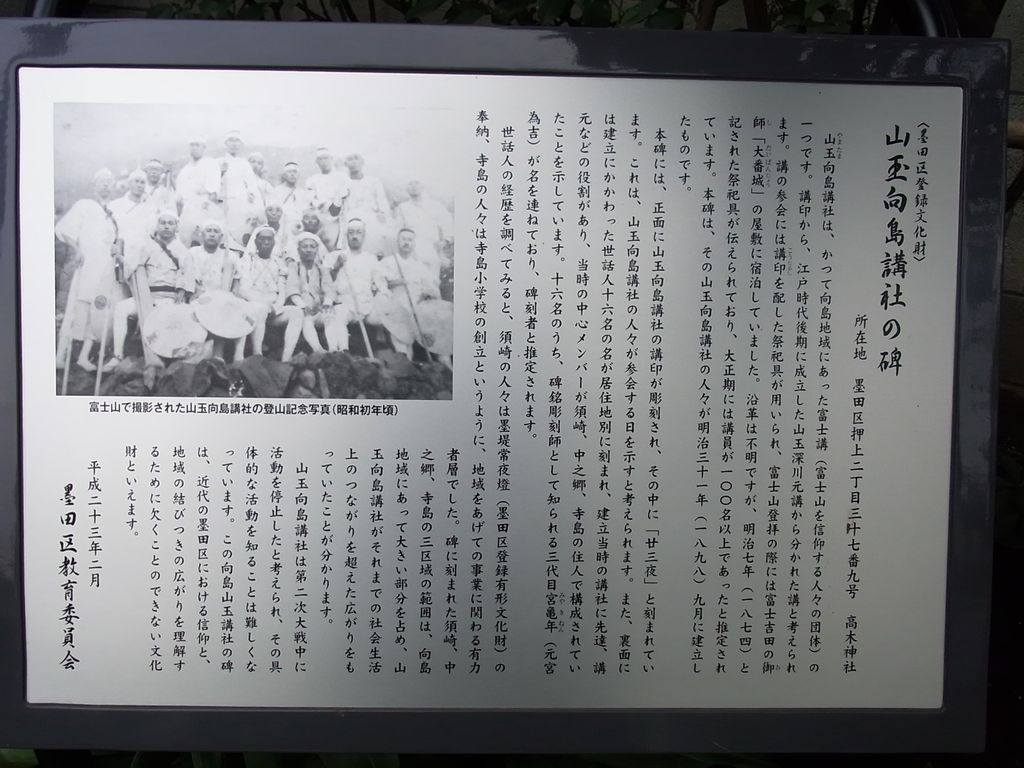 〈墨田区登録文化財〉
山玉向島講社の碑
所在地 墨田区押上二丁目三十七番九号 高木神社
山玉向島講社は、かつて向島地域にあった富士講（富士山を信仰する人々の団体）の
一つです。講印から、江戸時代後期に成立した山玉深川元講から分かれた講と考えられ
ます。講の参会には講印を配した祭祀具が用いられ、富士山登拝の際には富士吉田の御
師「大番城」の屋敷に宿泊していました。沿革は不明ですが、明治七年（一八七四）と
記された祭祀具が伝えられており、大正期には講員が一〇〇名以上であったと推定され
ています。本碑は、その山玉向島講社の人々が明治三十一年（一八九八）九月に建立し
たものです。
本碑には、正面に山玉向島講社の講印が彫刻され、その中に「廿三夜」と刻まれてい
ます。これは、山玉向島講社の人々が参会する日を示すと考えられます。また、裏面に
は建立にかかわった世話人十六名の名が居住地別に刻まれ、建立当時の講社に先達、講
元などの役割があり、当時の中心メンバーが須崎、中之郷、寺島の住人で構成されてい
たことを示しています。十六名のうち、碑銘彫刻師として知られる三代目宮亀年（元宮
為吉）が名を連ねており、碑刻者と推定されます。
世話人の経歴を調べてみると、須崎の人々は墨堤常夜燈（墨田区登録有形文化財）の
奉納、寺島の人々は寺島小学校の創立というように、地域をあげての事業に関わる有力
者層でした。碑に刻まれた須崎、中
之郷、寺島の三区域の範囲は、向島
地域にあって大きい部分を占め、山
玉向島講社がそれまでの社会生活
上のつながりを超えた広がりをも
っていたことが分かります。
山玉向島講社は第二次大戦中に
活動を停止したと考えられ、その具
体的な活動を知ることは難しくな
っています。この向島山玉講社の碑
は、近代の墨田区における信仰と、
地域の結びつきの広がりを理解す
るために欠くことのできない文化
財といえます。
平成二十三年二月
墨田区教育委員会
富士山で撮影された山玉向島講社の登山記念写真（昭和初年頃）